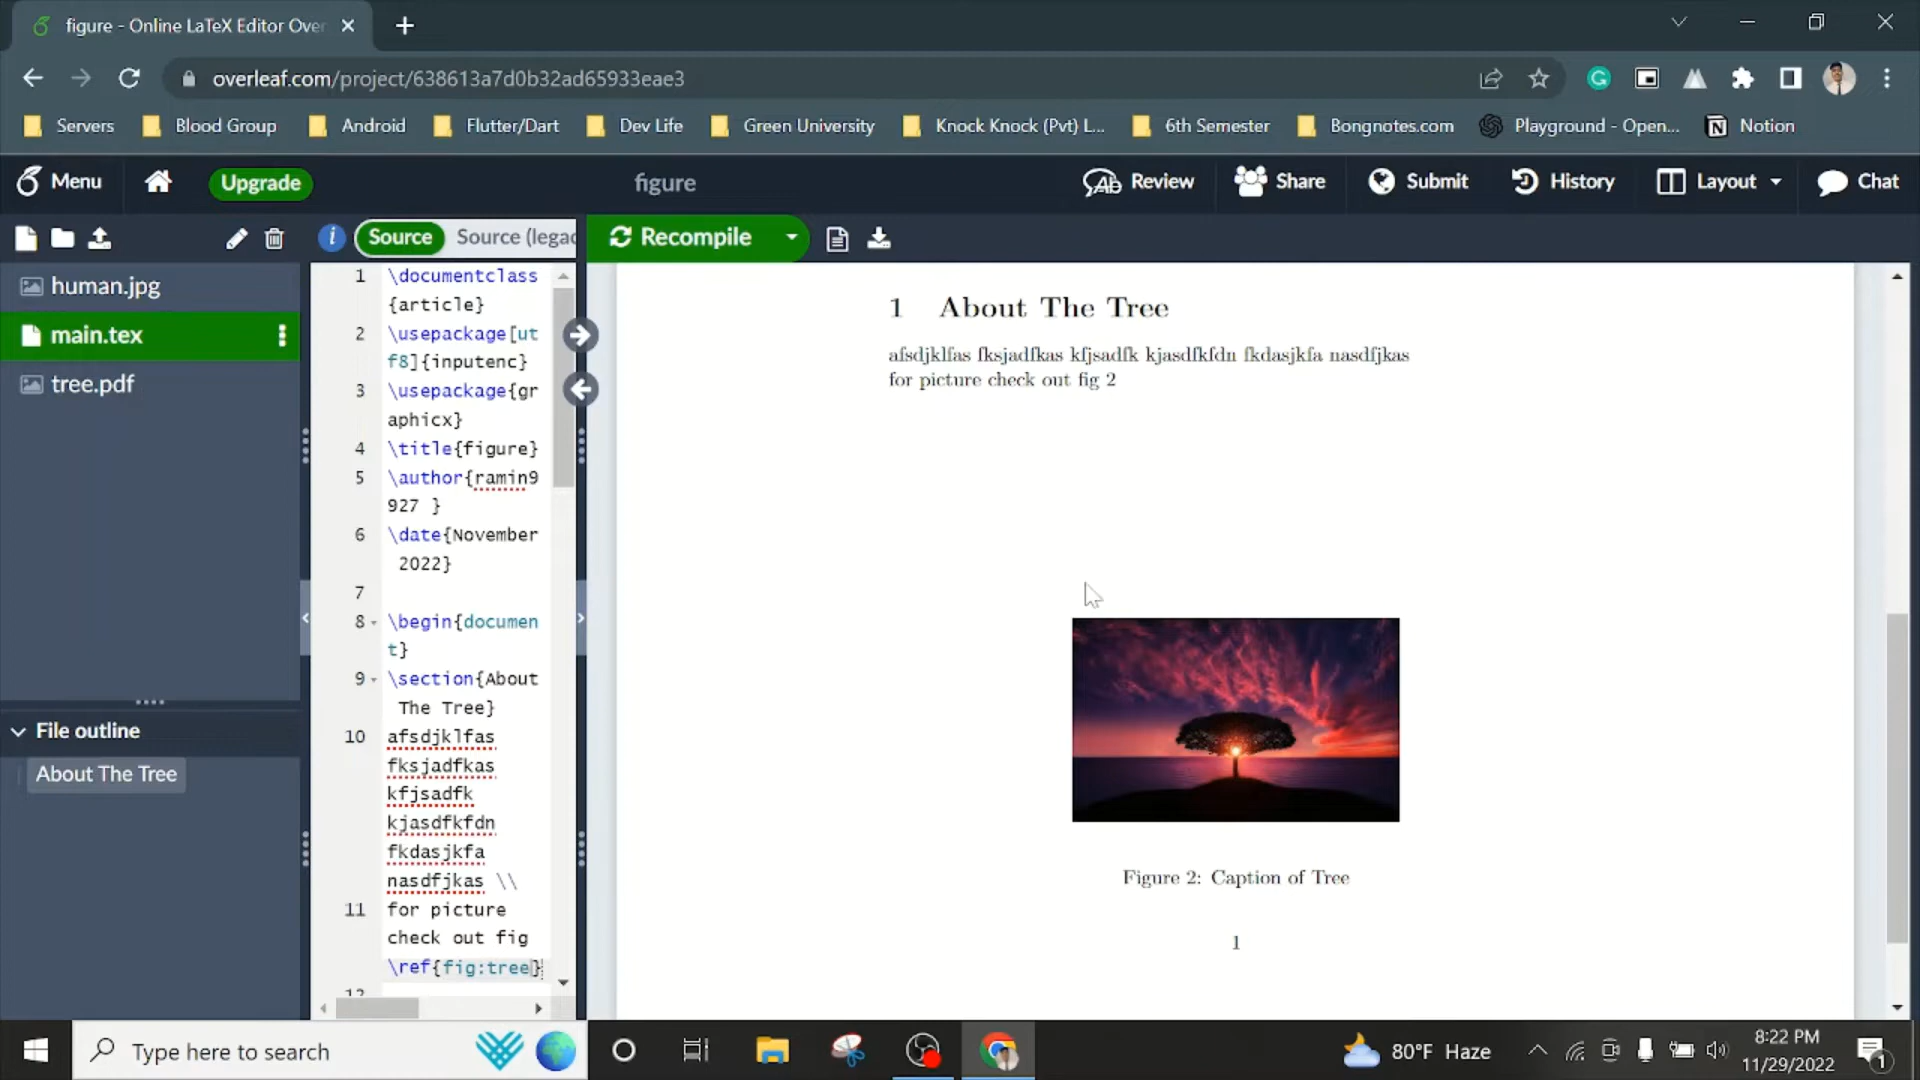 figure - Online LaTeX Editor Over
overleaf.com/project/638613a7d0b32ad65933eae3
Servers
Blood Group
Android
Flutter/Dart
Dev Life
Green University
Knock Knock (Pvt) L...
6th Semester
Bongnotes.com
Playground - Open...
Notion
Menu
Upgrade
figure
Review
Share
Submit
History
Layout
Chat
Source
Source (legac
Recompile
human.jpg
main.tex
tree.pdf
File outline
About The Tree
1 \documentclass
{article}
2 \usepackage[ut
f8]{inputenc}
3 \usepackage{gr
aphicx}
4 \title{figure}
5 \author{ramin9
927 }
6 \date{November
2022}
7
8 \begin{documen
t}
9 \section{About
The Tree}
10 afsdjklfas
fksjadfkas
kfjsadfk
kjasdfkfdn
fkdasjkfa
nasdfjkas \\
11 for picture
check out fig
\ref{fig:tree}
12
1 About The Tree
afsdjklfas fksjadfkas kfjsadfk kjasdfkfdn fkdasjkfa nasdfjkas
for picture check out fig 2
Figure 2: Caption of Tree
1
Type here to search
80°F Haze
8:22 PM
11/29/2022
1